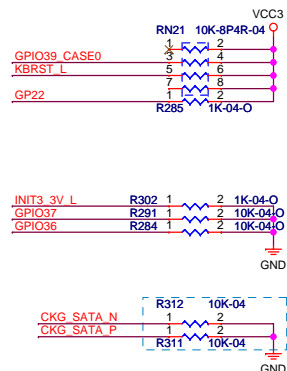 VCC3
RN21 10K-8P4R-04
1 2
GPIO39_CASE0 3 4
KBRST_L 5 6
7 8
GP22 1 2
R285 1K-04-O
INIT3_3V_L R302 1 2 1K-04-O
GPIO37 R291 1 2 10K-04-O
GPIO36 R284 1 2 10K-04-O
GND
R312 10K-04
CKG_SATA_N 1 2
CKG_SATA_P 1 2
R311 10K-04
GND